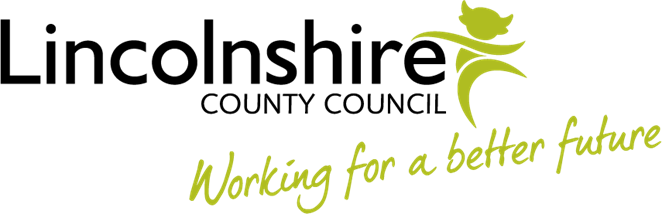 Lincolnshire
COUNTY COUNCIL
Working for a better future